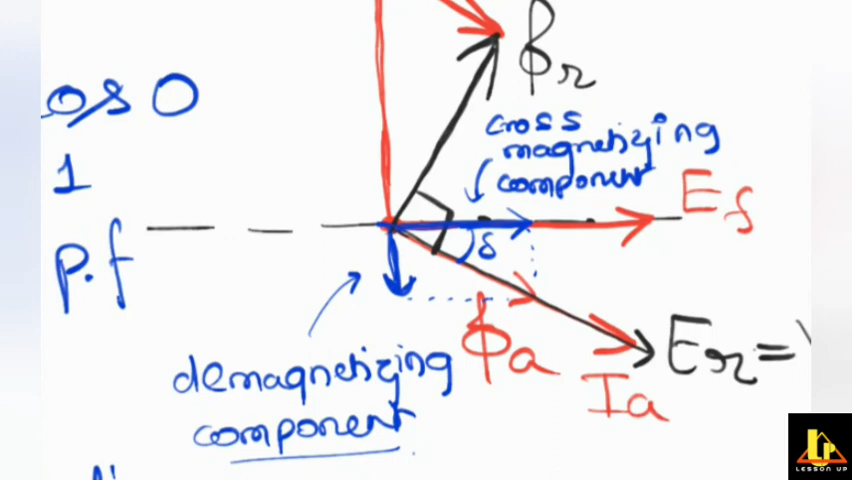 cos 0
1
p.f
ϕr
cross
magnetizing
component
Ef
δ
ϕa
Er=
Ia
demagnetizing
component
LESSON UP